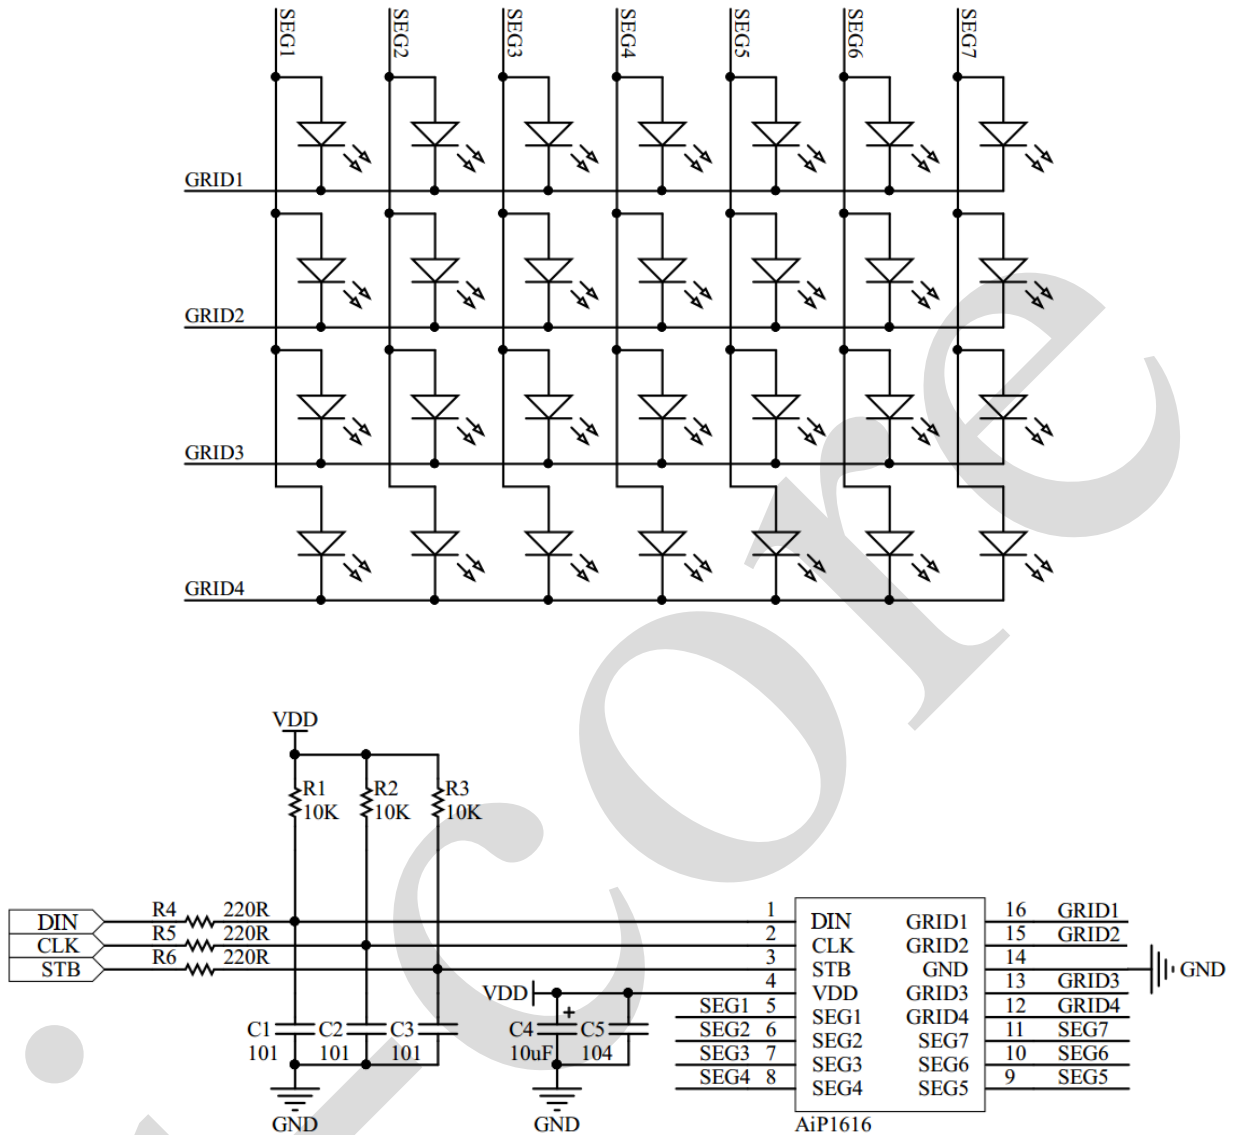 SEG1 SEG2 SEG3 SEG4 SEG5 SEG6 SEG7
GRID1
GRID2
GRID3
GRID4
VDD
R1 R2 R3
10K 10K 10K
DIN R4 220R 1 DIN GRID1 16 GRID1
CLK R5 220R 2 CLK GRID2 15 GRID2
STB R6 220R 3 STB GND 14 GND
VDD 4 VDD GRID3 13 GRID3
SEG1 5 SEG1 GRID4 12 GRID4
C1 C2 C3 C4 + C5 SEG2 6 SEG2 SEG7 11 SEG7
101 101 101 10uF 104 SEG3 7 SEG3 SEG6 10 SEG6
SEG4 8 SEG4 SEG5 9 SEG5
GND GND AiP1616
i-core